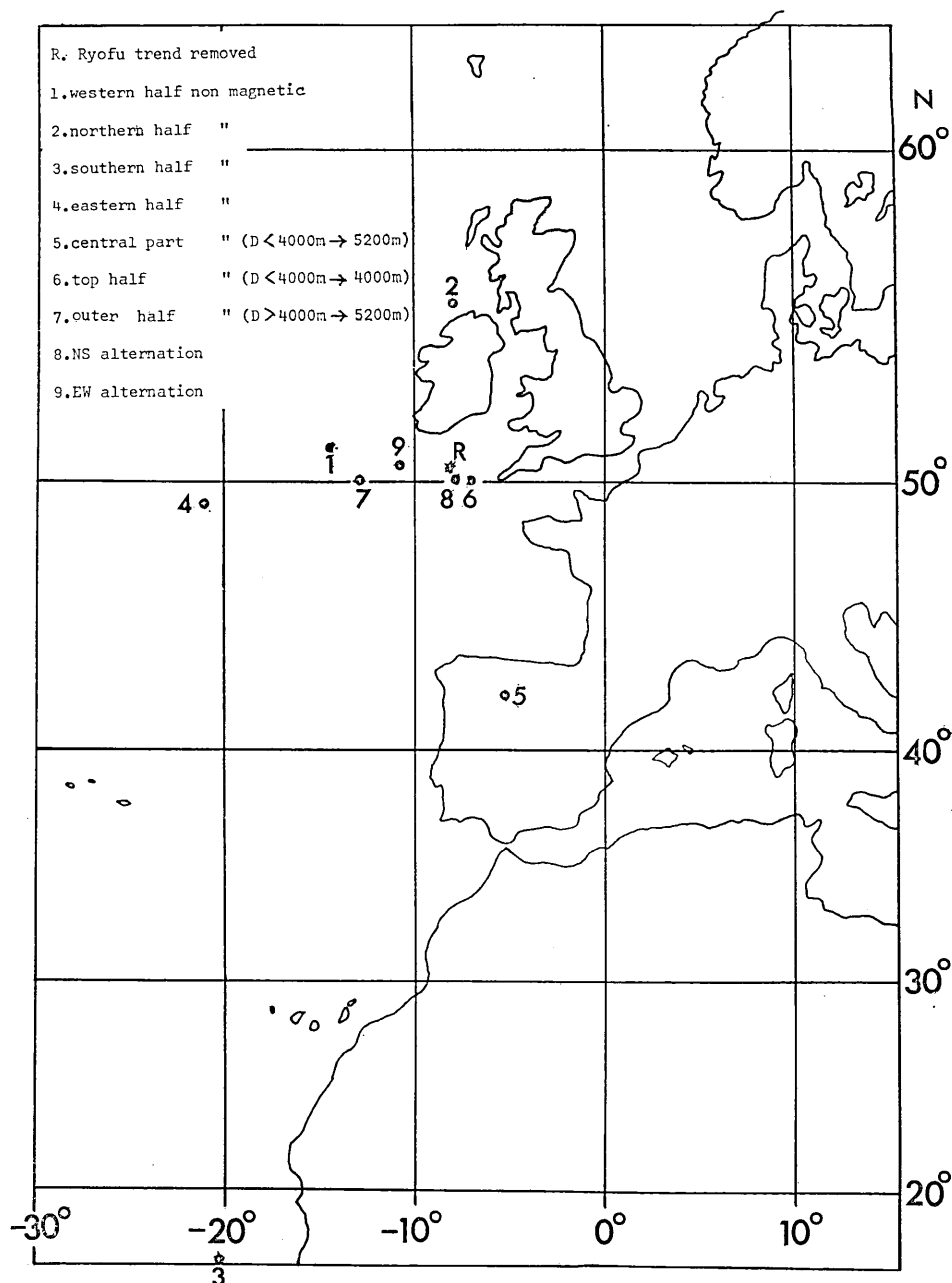 R. Ryofu trend removed
1.western half non magnetic
2.northern half "
3.southern half "
4.eastern half "
5.central part " (D<4000m→5200m)
6.top half " (D<4000m→4000m)
7.outer half " (D>4000m→5200m)
8.NS alternation
9.EW alternation
N
60°
2
1
9
R
50°
4
7
8
6
5
40°
30°
20°
-30°
-20°
-10°
0°
10°
3